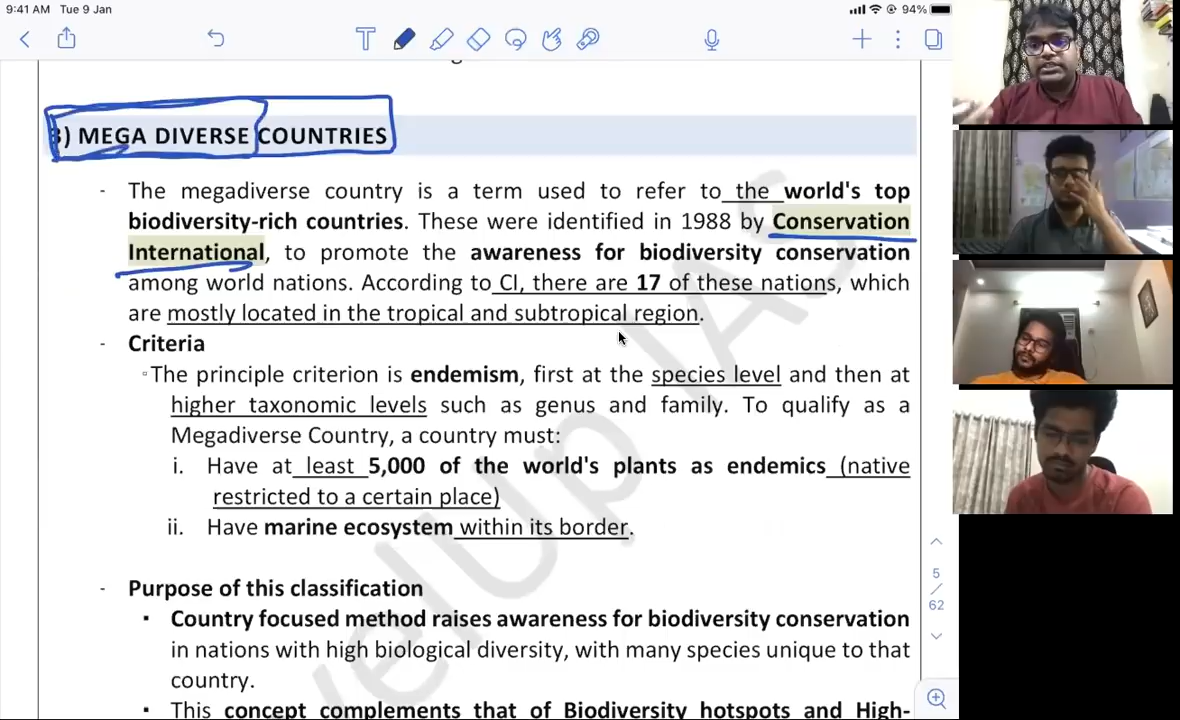 9:41 AM Tue 9 Jan
94%
3) MEGA DIVERSE COUNTRIES
- The megadiverse country is a term used to refer to the world's top
biodiversity-rich countries. These were identified in 1988 by Conservation
International, to promote the awareness for biodiversity conservation
among world nations. According to CI, there are 17 of these nations, which
are mostly located in the tropical and subtropical region.
- Criteria
The principle criterion is endemism, first at the species level and then at
higher taxonomic levels such as genus and family. To qualify as a
Megadiverse Country, a country must:
i. Have at least 5,000 of the world's plants as endemics (native
restricted to a certain place)
ii. Have marine ecosystem within its border.
- Purpose of this classification
▪ Country focused method raises awareness for biodiversity conservation
in nations with high biological diversity, with many species unique to that
country.
▪ This concept complements that of Biodiversity hotspots and High-
5
/
62